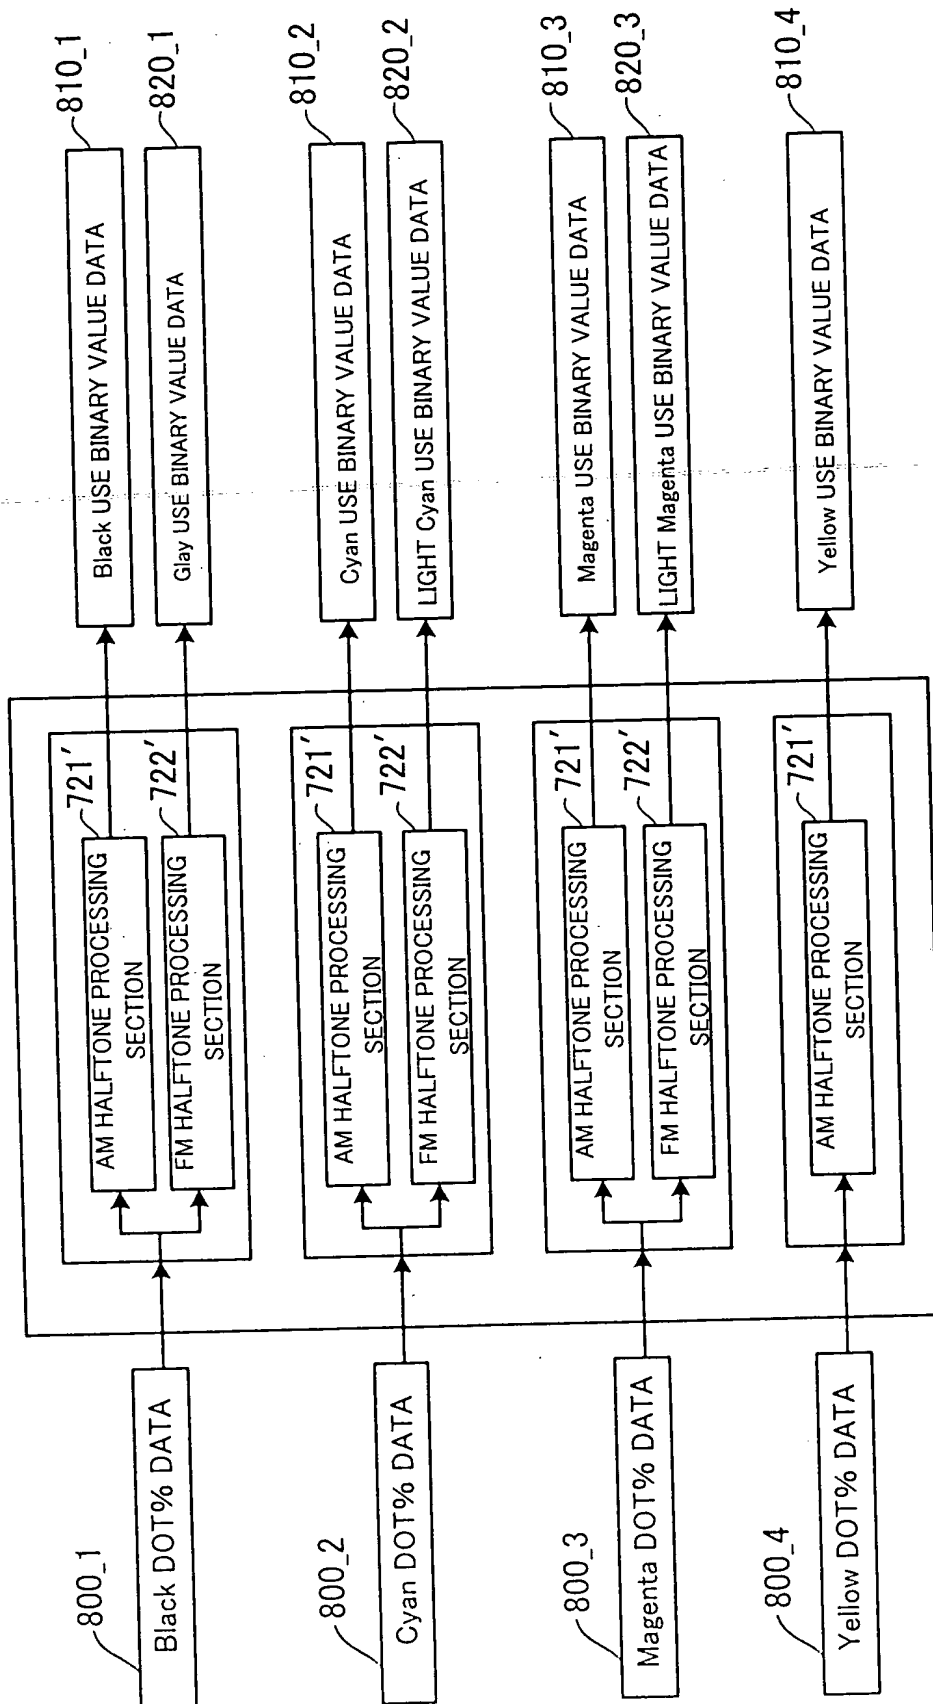 800_1
Black DOT% DATA
AM HALFTONE PROCESSING
SECTION
721'
FM HALFTONE PROCESSING
SECTION
722'
Black USE BINARY VALUE DATA
810_1
Glay USE BINARY VALUE DATA
820_1
800_2
Cyan DOT% DATA
AM HALFTONE PROCESSING
SECTION
721'
FM HALFTONE PROCESSING
SECTION
722'
Cyan USE BINARY VALUE DATA
810_2
LIGHT Cyan USE BINARY VALUE DATA
820_2
800_3
Magenta DOT% DATA
AM HALFTONE PROCESSING
SECTION
721'
FM HALFTONE PROCESSING
SECTION
722'
Magenta USE BINARY VALUE DATA
810_3
LIGHT Magenta USE BINARY VALUE DATA
820_3
800_4
Yellow DOT% DATA
AM HALFTONE PROCESSING
SECTION
721'
Yellow USE BINARY VALUE DATA
810_4